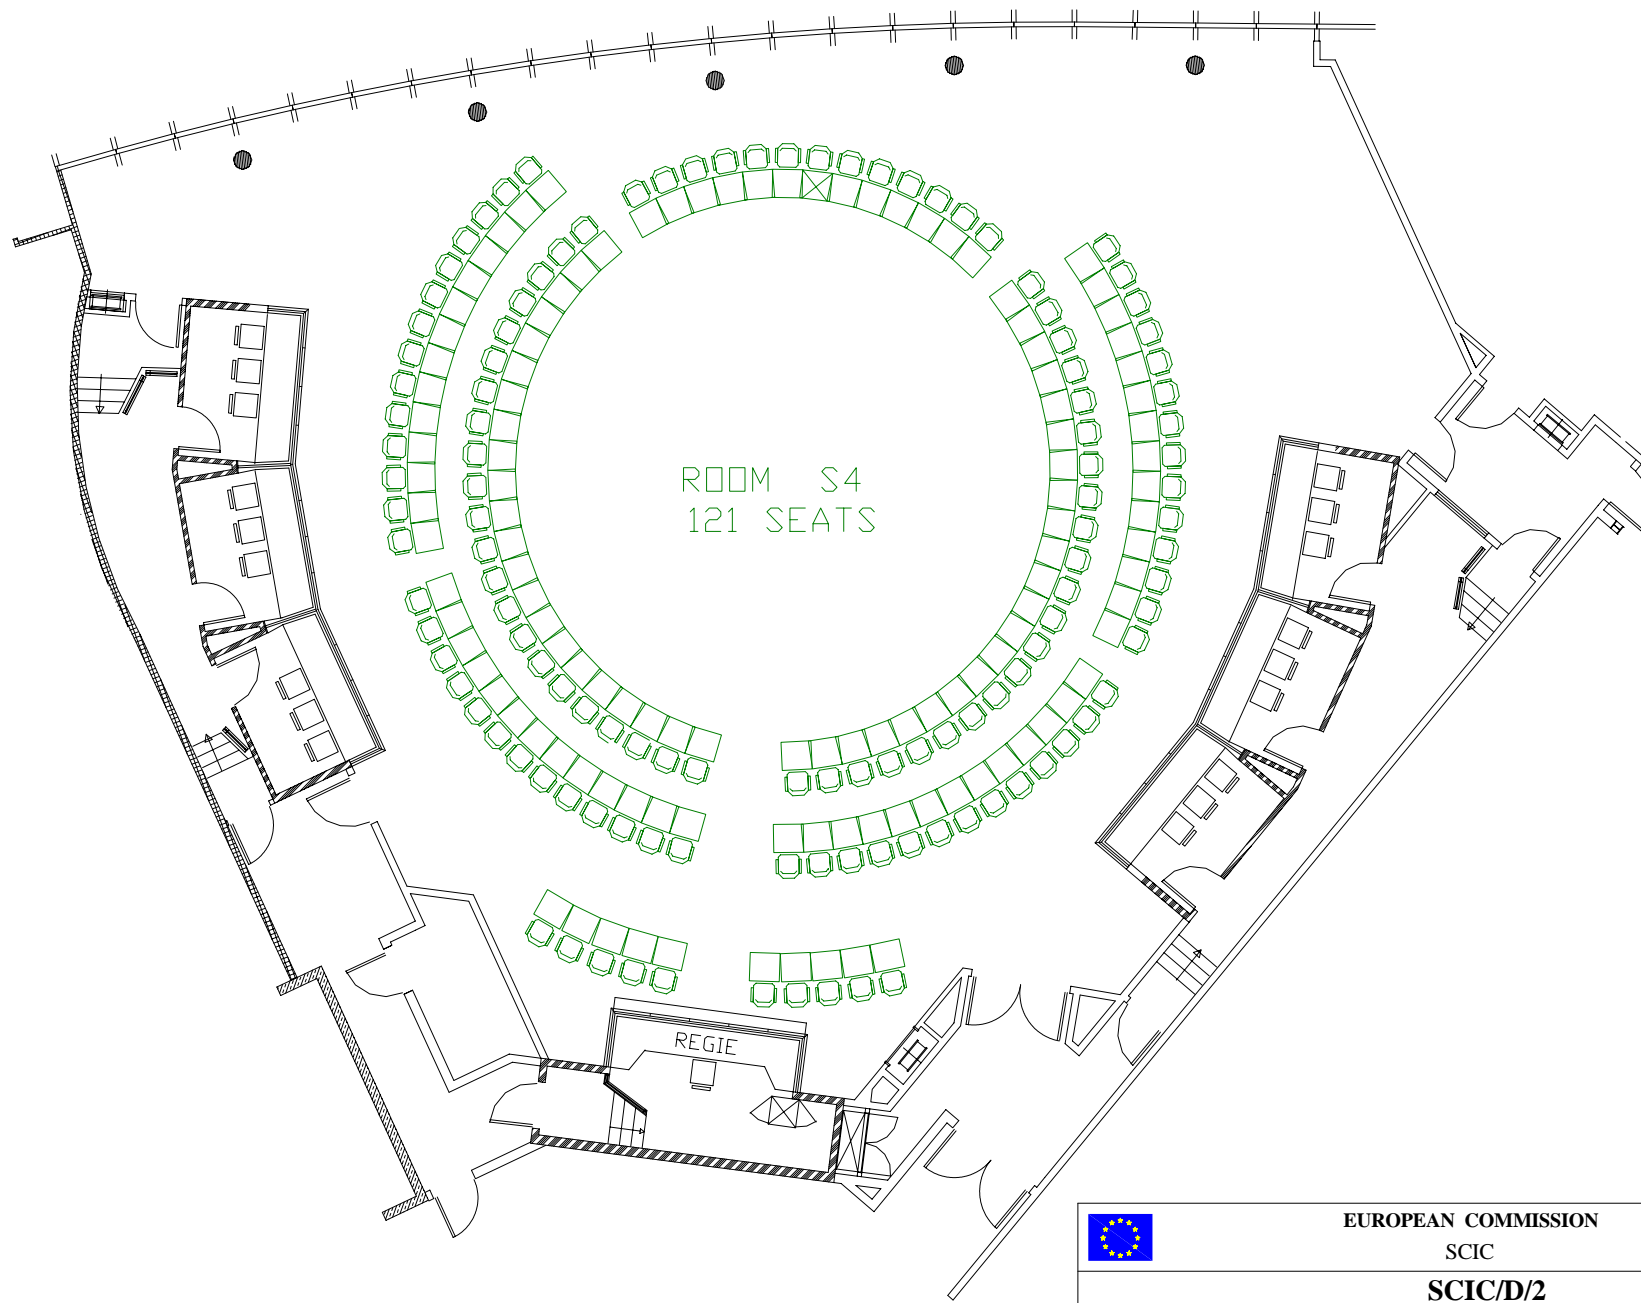 ROOM S4
121 SEATS
REGIE
EUROPEAN COMMISSION
SCIC
SCIC/D/2